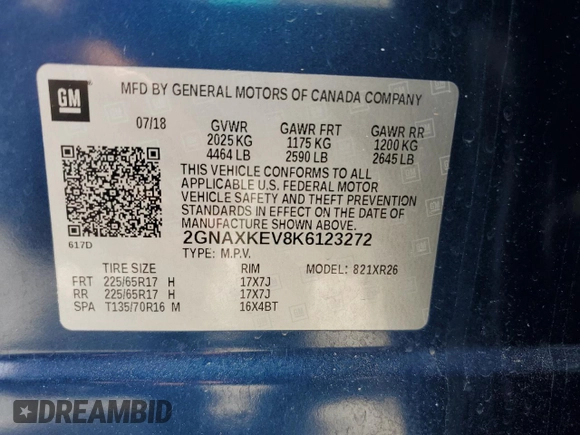 GM
MFD BY GENERAL MOTORS OF CANADA COMPANY
07/18 GVWR GAWR FRT GAWR RR
2025 KG 1175 KG 1200 KG
4464 LB 2590 LB 2645 LB
THIS VEHICLE CONFORMS TO ALL
APPLICABLE U.S. FEDERAL MOTOR
VEHICLE SAFETY AND THEFT PREVENTION
STANDARDS IN EFFECT ON THE DATE OF
MANUFACTURE SHOWN ABOVE.
617D 2GNAXKEV8K6123272
TYPE: M.P.V.
TIRE SIZE RIM MODEL: 821XR26
FRT 225/65R17 H 17X7J
RR 225/65R17 H 17X7J
SPA T135/70R16 M 16X4BT
DREAMBID